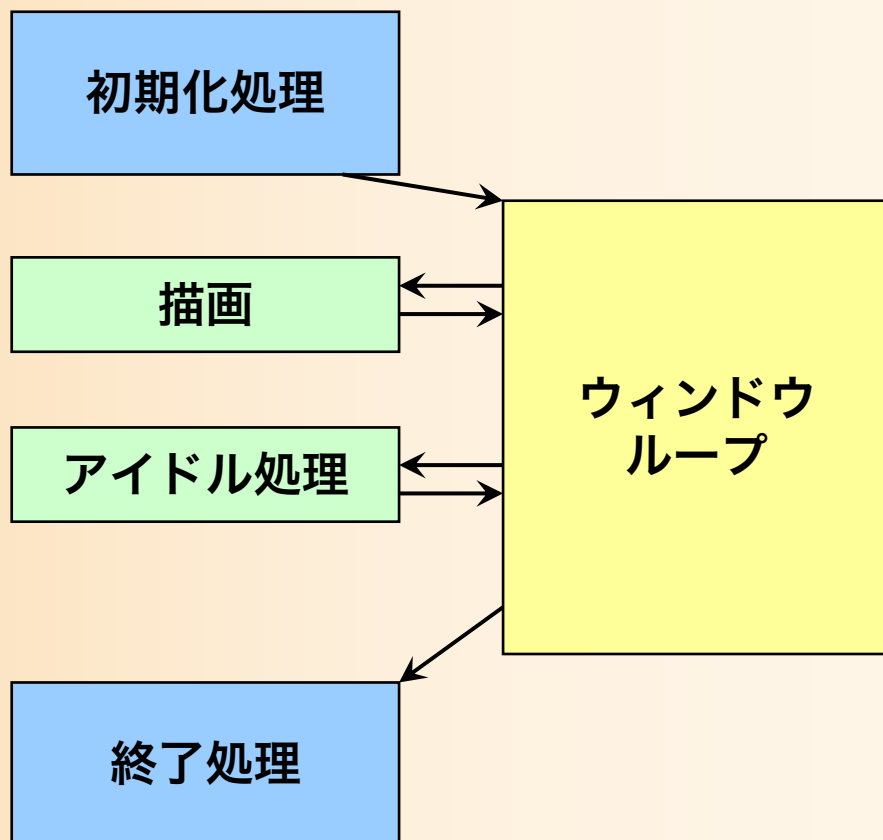 初期化処理
描画
アイドル処理
ウィンドウ
ループ
終了処理